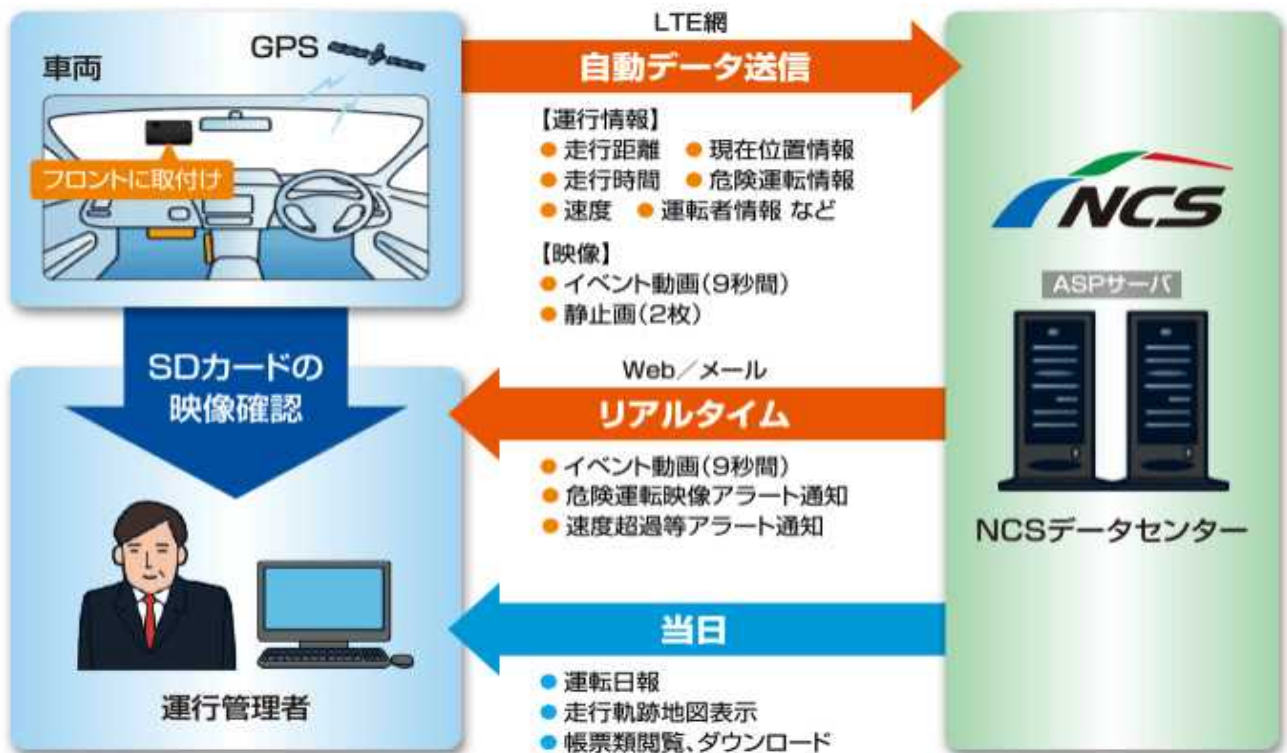 車両
GPS
フロントに取付け
LTE網
自動データ送信
【運行情報】
● 走行距離 ● 現在位置情報
● 走行時間 ● 危険運転情報
● 速度 ● 運転者情報 など
【映像】
● イベント動画(9秒間)
● 静止画(2枚)
NCS
ASPサーバ
NCSデータセンター
SDカードの
映像確認
Web/メール
リアルタイム
● イベント動画(9秒間)
● 危険運転映像アラート通知
● 速度超過等アラート通知
運行管理者
当日
● 運転日報
● 走行軌跡地図表示
● 帳票類閲覧、ダウンロード